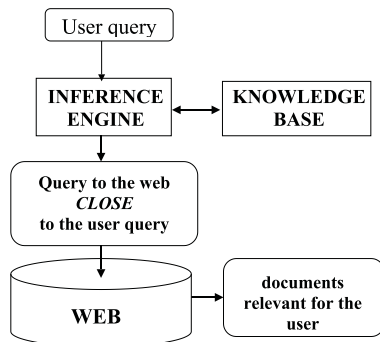 User query
INFERENCE
ENGINE
KNOWLEDGE
BASE
Query to the web
CLOSE
to the user query
WEB
documents
relevant for the
user